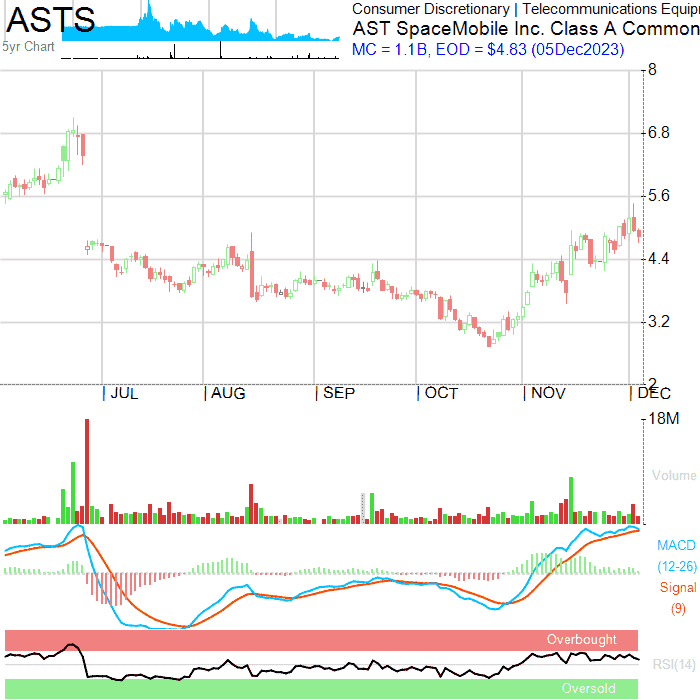 ASTS
5yr Chart
Consumer Discretionary | Telecommunications Equip
AST SpaceMobile Inc. Class A Common
MC = 1.1B, EOD = $4.83 (05Dec2023)
8
6.8
5.6
4.4
3.2
2
| JUL | AUG | SEP | OCT | NOV | DEC
18M
Volume
MACD
(12-26)
Signal
(9)
Overbought
RSI(14)
Oversold